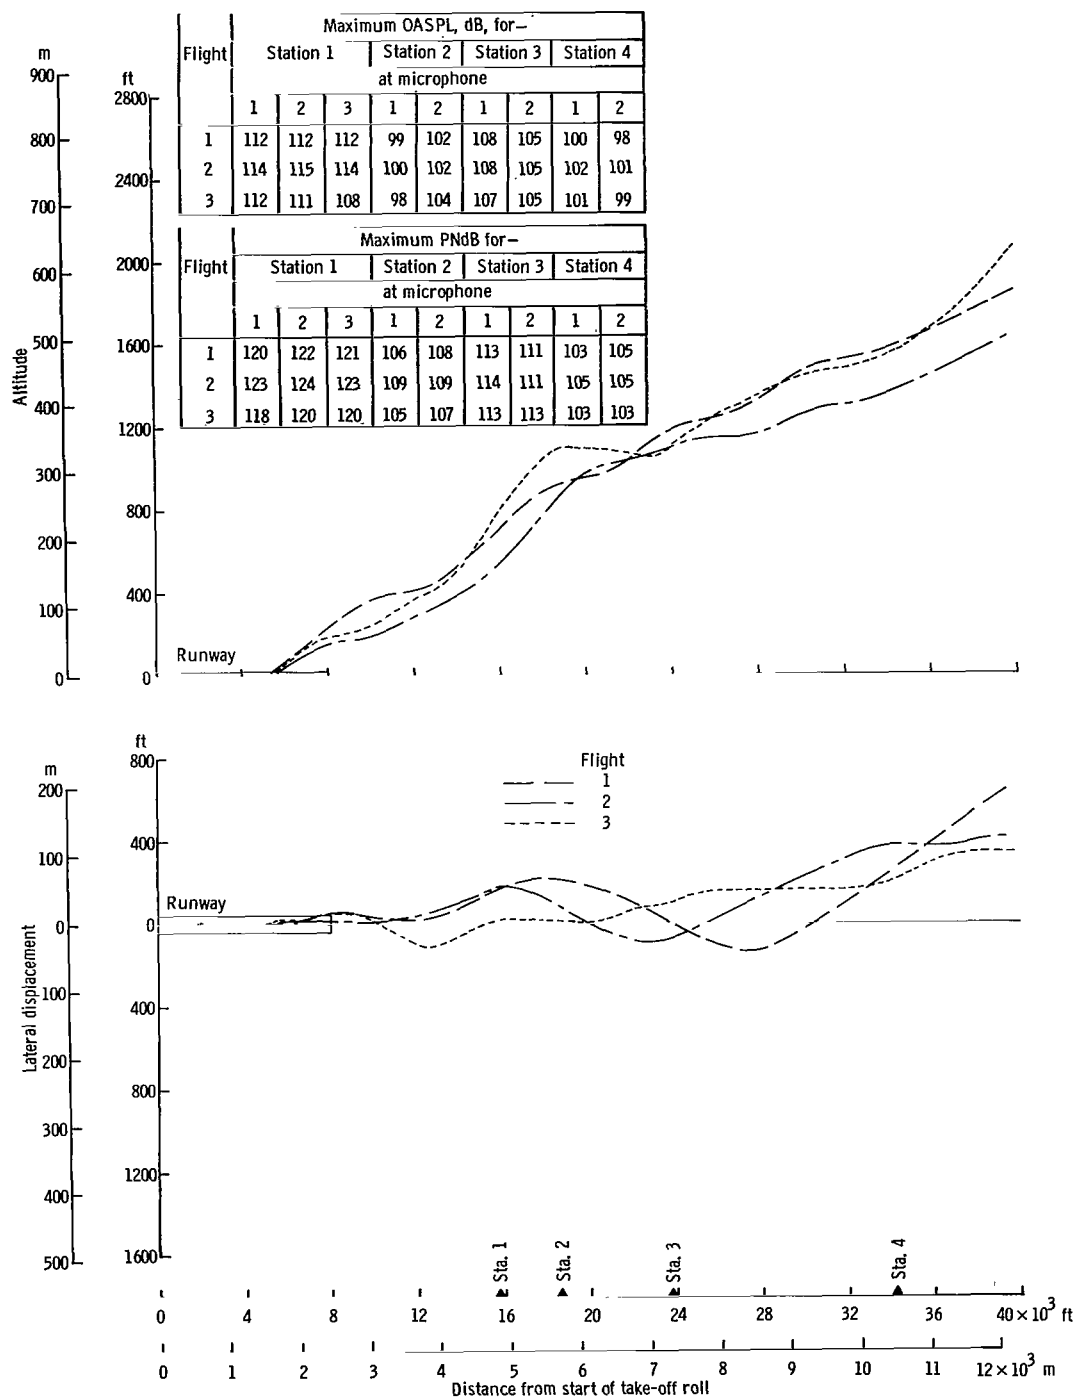 Maximum OASPL, dB, for—
Flight Station 1 Station 2 Station 3 Station 4
at microphone
1 2 3 1 2 1 2 1 2
1 112 112 112 99 102 108 105 100 98
2 114 115 114 100 102 108 105 102 101
3 112 111 108 98 104 107 105 101 99
Maximum PNdB for—
Flight Station 1 Station 2 Station 3 Station 4
at microphone
1 2 3 1 2 1 2 1 2
1 120 122 121 106 108 113 111 103 105
2 123 124 123 109 109 114 111 105 105
3 118 120 120 105 107 113 113 103 103
m
900
800
700
600
500
400
300
200
100
0
Altitude
ft
2800
2400
2000
1600
1200
800
400
0
Runway
ft
800
400
0
400
800
1200
1600
m
200
100
0
100
200
300
400
500
Lateral displacement
Runway
Flight
1
2
3
Sta. 1
Sta. 2
Sta. 3
Sta. 4
0 4 8 12 16 20 24 28 32 36 40×10³ ft
0 1 2 3 4 5 6 7 8 9 10 11 12×10³ m
Distance from start of take-off roll